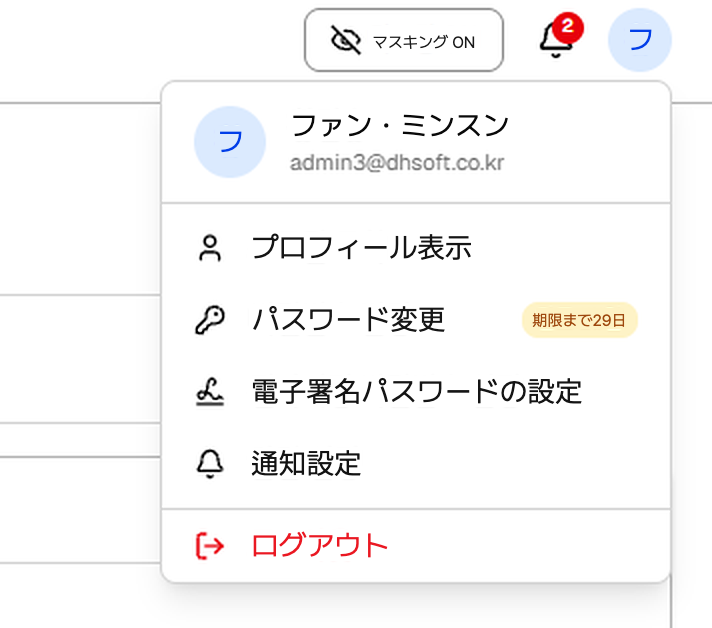 マスキング ON
2
フ
フ
ファン・ミンスン
admin3@dhsoft.co.kr
プロフィール表示
パスワード変更
期限まで29日
電子署名パスワードの設定
通知設定
ログアウト